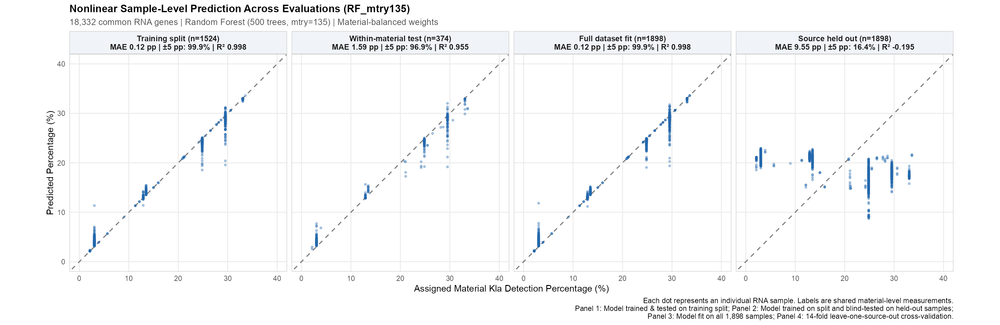 Nonlinear Sample-Level Prediction Across Evaluations (RF_mtry135)
18,332 common RNA genes | Random Forest (500 trees, mtry=135) | Material-balanced weights
Training split (n=1524)
MAE 0.12 pp | ±5 pp: 99.9% | R² 0.998
Within-material test (n=374)
MAE 1.59 pp | ±5 pp: 96.9% | R² 0.955
Full dataset fit (n=1898)
MAE 0.12 pp | ±5 pp: 99.9% | R² 0.998
Source held out (n=1898)
MAE 9.55 pp | ±5 pp: 16.4% | R² -0.195
Predicted Percentage (%)
40
30
20
10
0
0 10 20 30 40
0 10 20 30 40
0 10 20 30 40
0 10 20 30 40
Assigned Material Kla Detection Percentage (%)
Each dot represents an individual RNA sample. Labels are shared material-level measurements.
Panel 1: Model trained & tested on training split; Panel 2: Model trained on split and blind-tested on held-out samples;
Panel 3: Model fit on all 1,898 samples; Panel 4: 14-fold leave-one-source-out cross-validation.